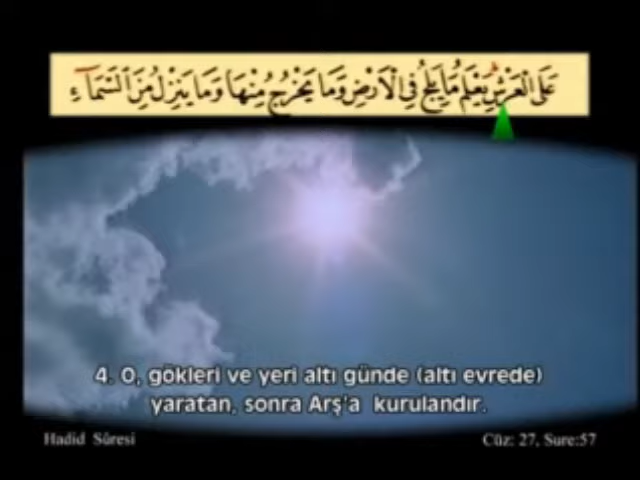 عَلَى الْعَرْشِ يَعْلَمُ مَا يَلِجُ فِي الْاَرْضِ وَمَا يَخْرُجُ مِنْهَا وَمَا يَنْزِلُ مِنَ السَّمَٓاءِ
4. O, gökleri ve yeri altı günde (altı evrede)
yaratan, sonra Arş'a kurulandır.
Hadid Sûresi
Cüz: 27, Sure:57